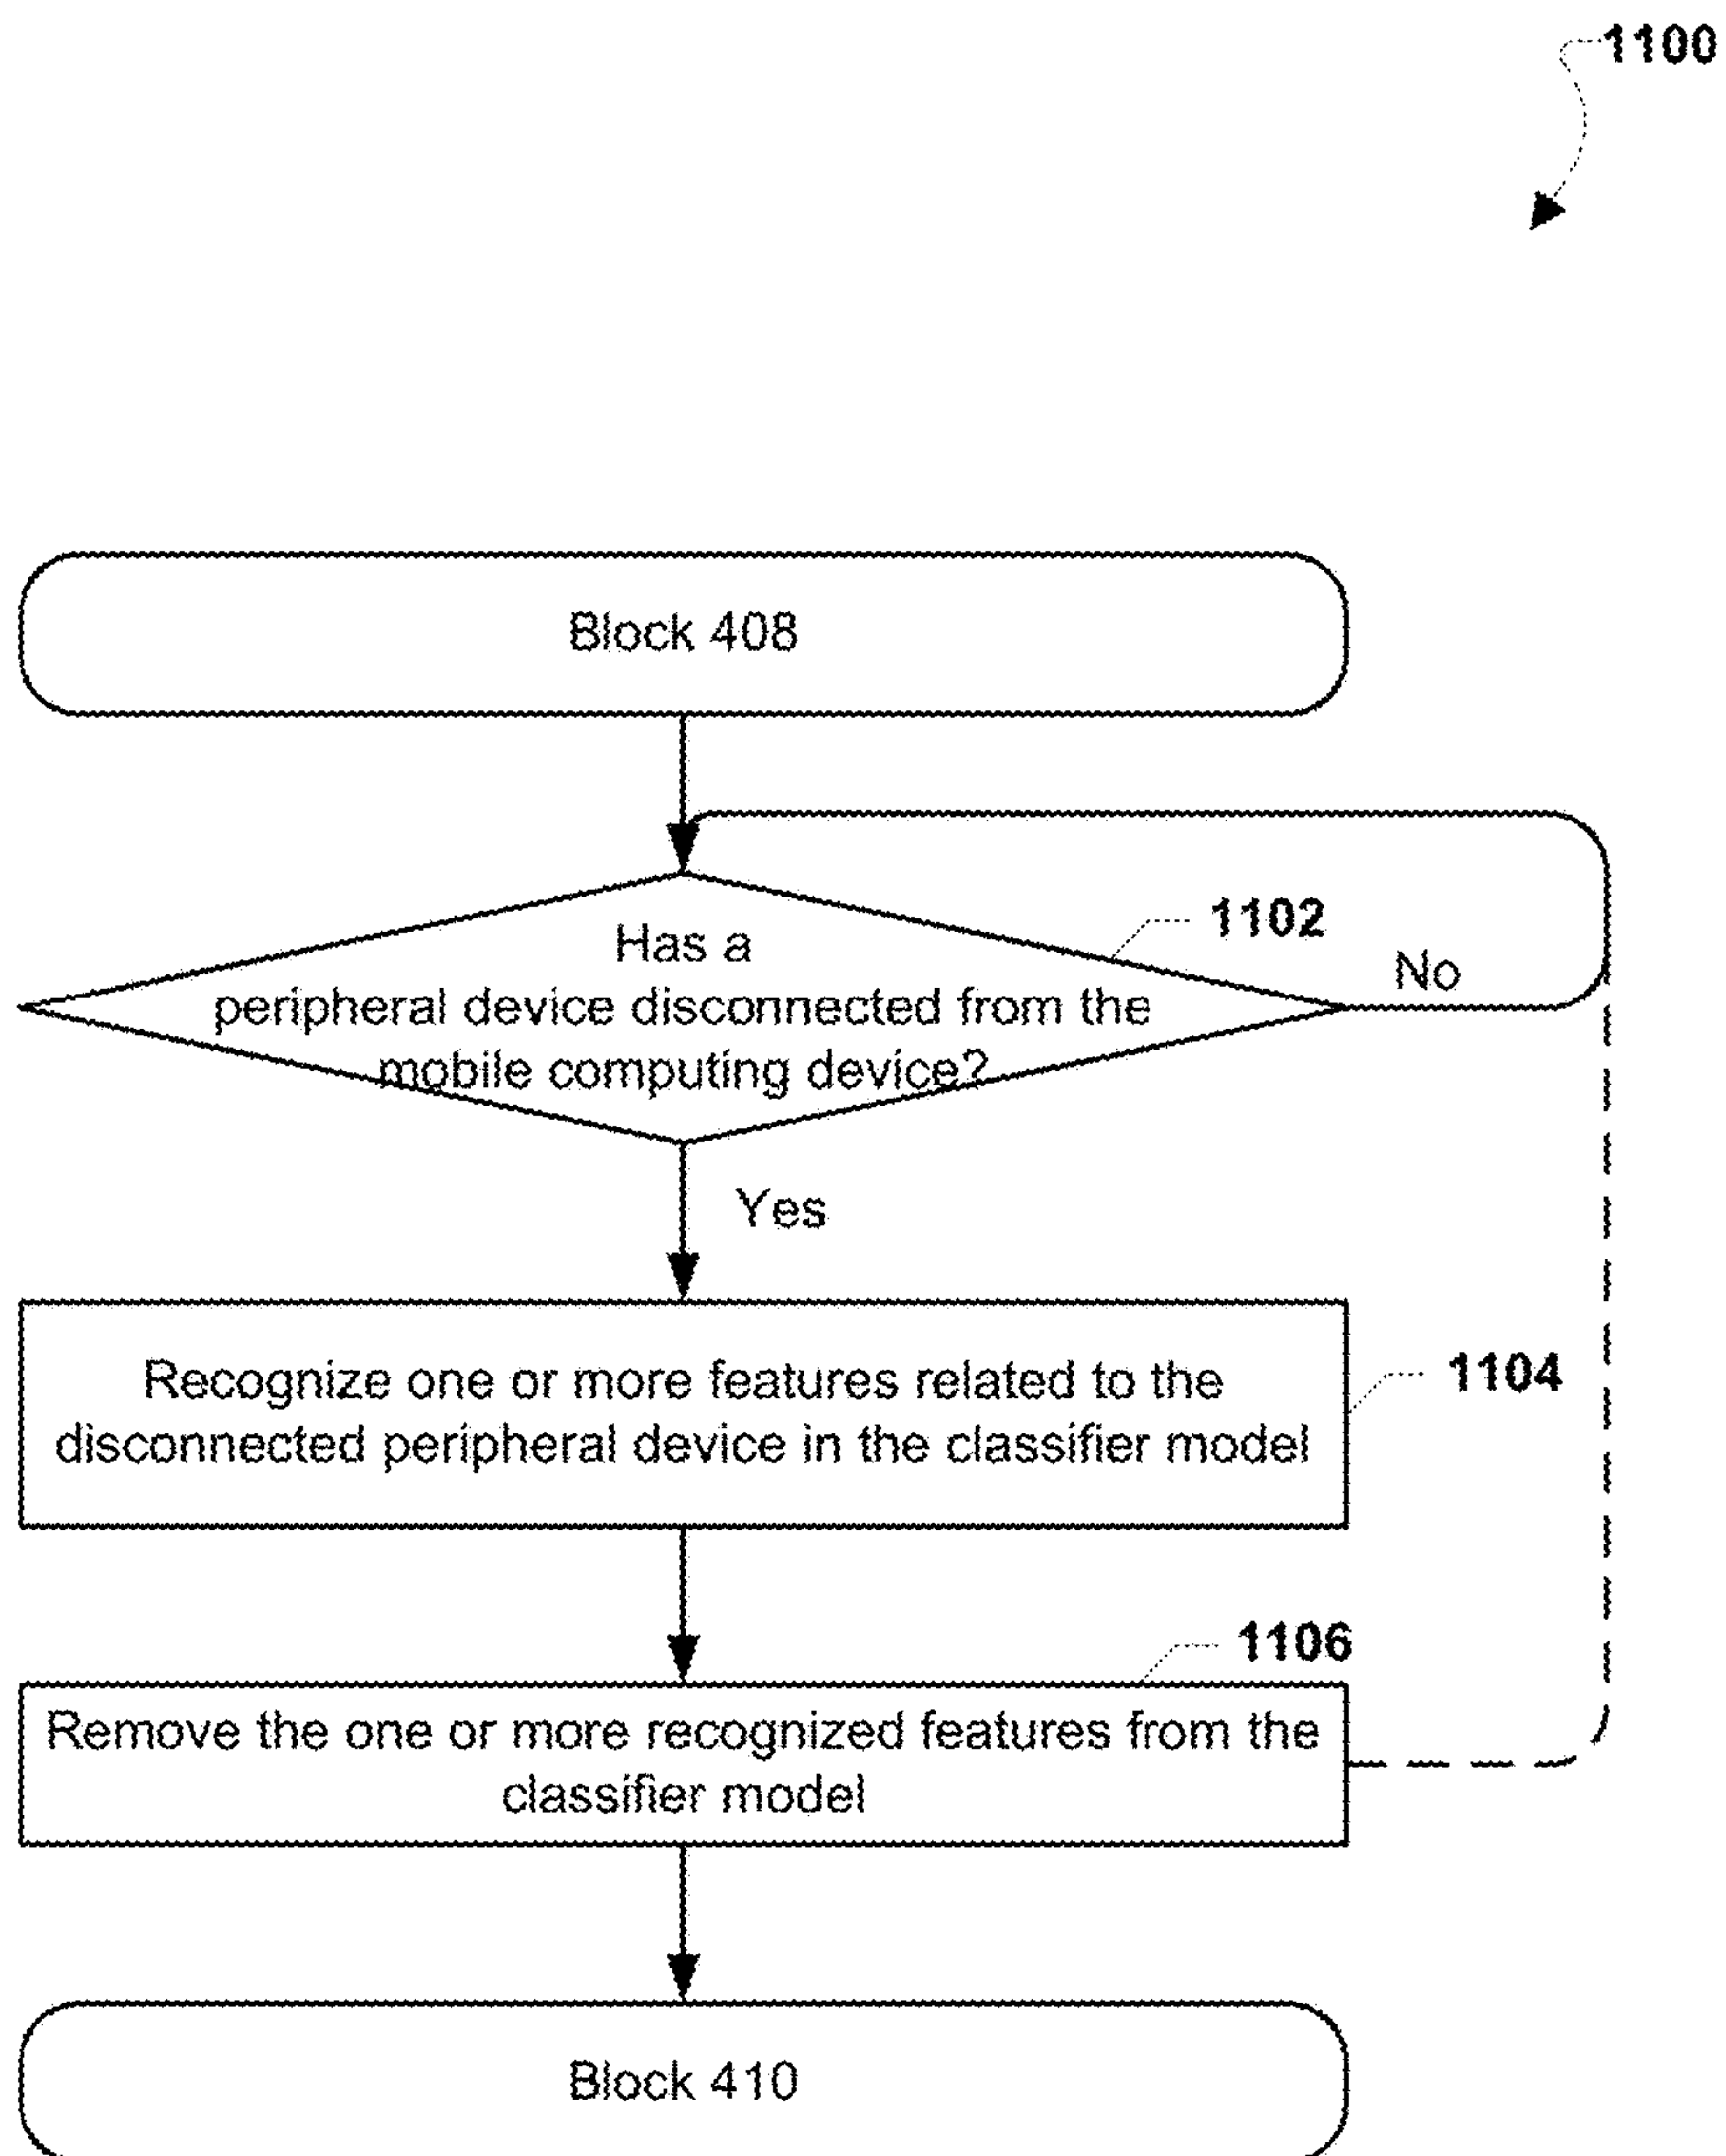 1100
Block 408
Has a
1102
No
peripheral device disconnected from the
mobile computing device?
Yes
Recognize one or more features related to the
1104
disconnected peripheral device in the classifier model
1106
Remove the one or more recognized features from the
classifier model
Block 410